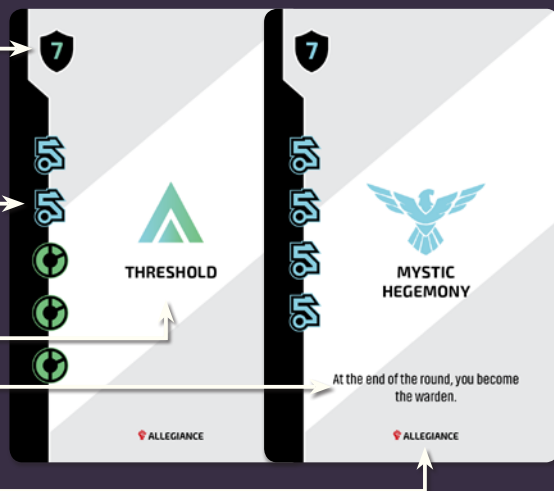 7
THRESHOLD
ALLEGIANCE
7
MYSTIC
HEGEMONY
At the end of the round, you become
the warden.
ALLEGIANCE